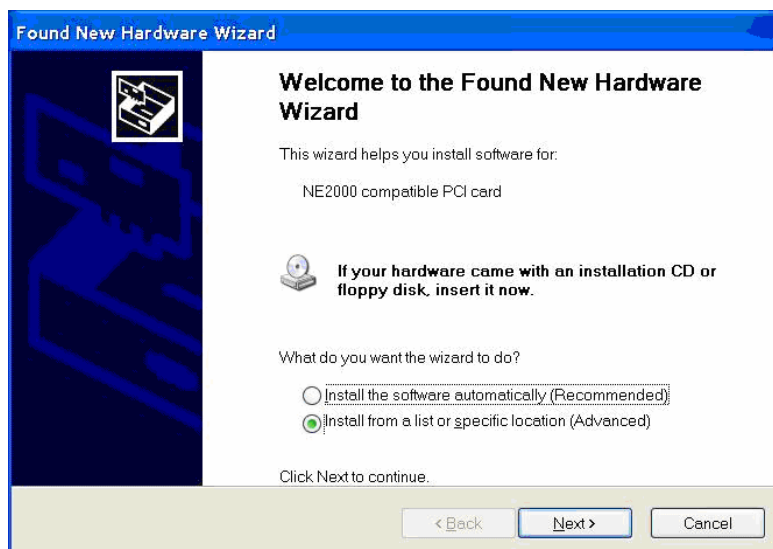 Found New Hardware Wizard
Welcome to the Found New Hardware
Wizard
This wizard helps you install software for:
NE2000 compatible PCI card
If your hardware came with an installation CD or
floppy disk, insert it now.
What do you want the wizard to do?
Install the software automatically (Recommended)
Install from a list or specific location (Advanced)
Click Next to continue.
< Back
Next >
Cancel